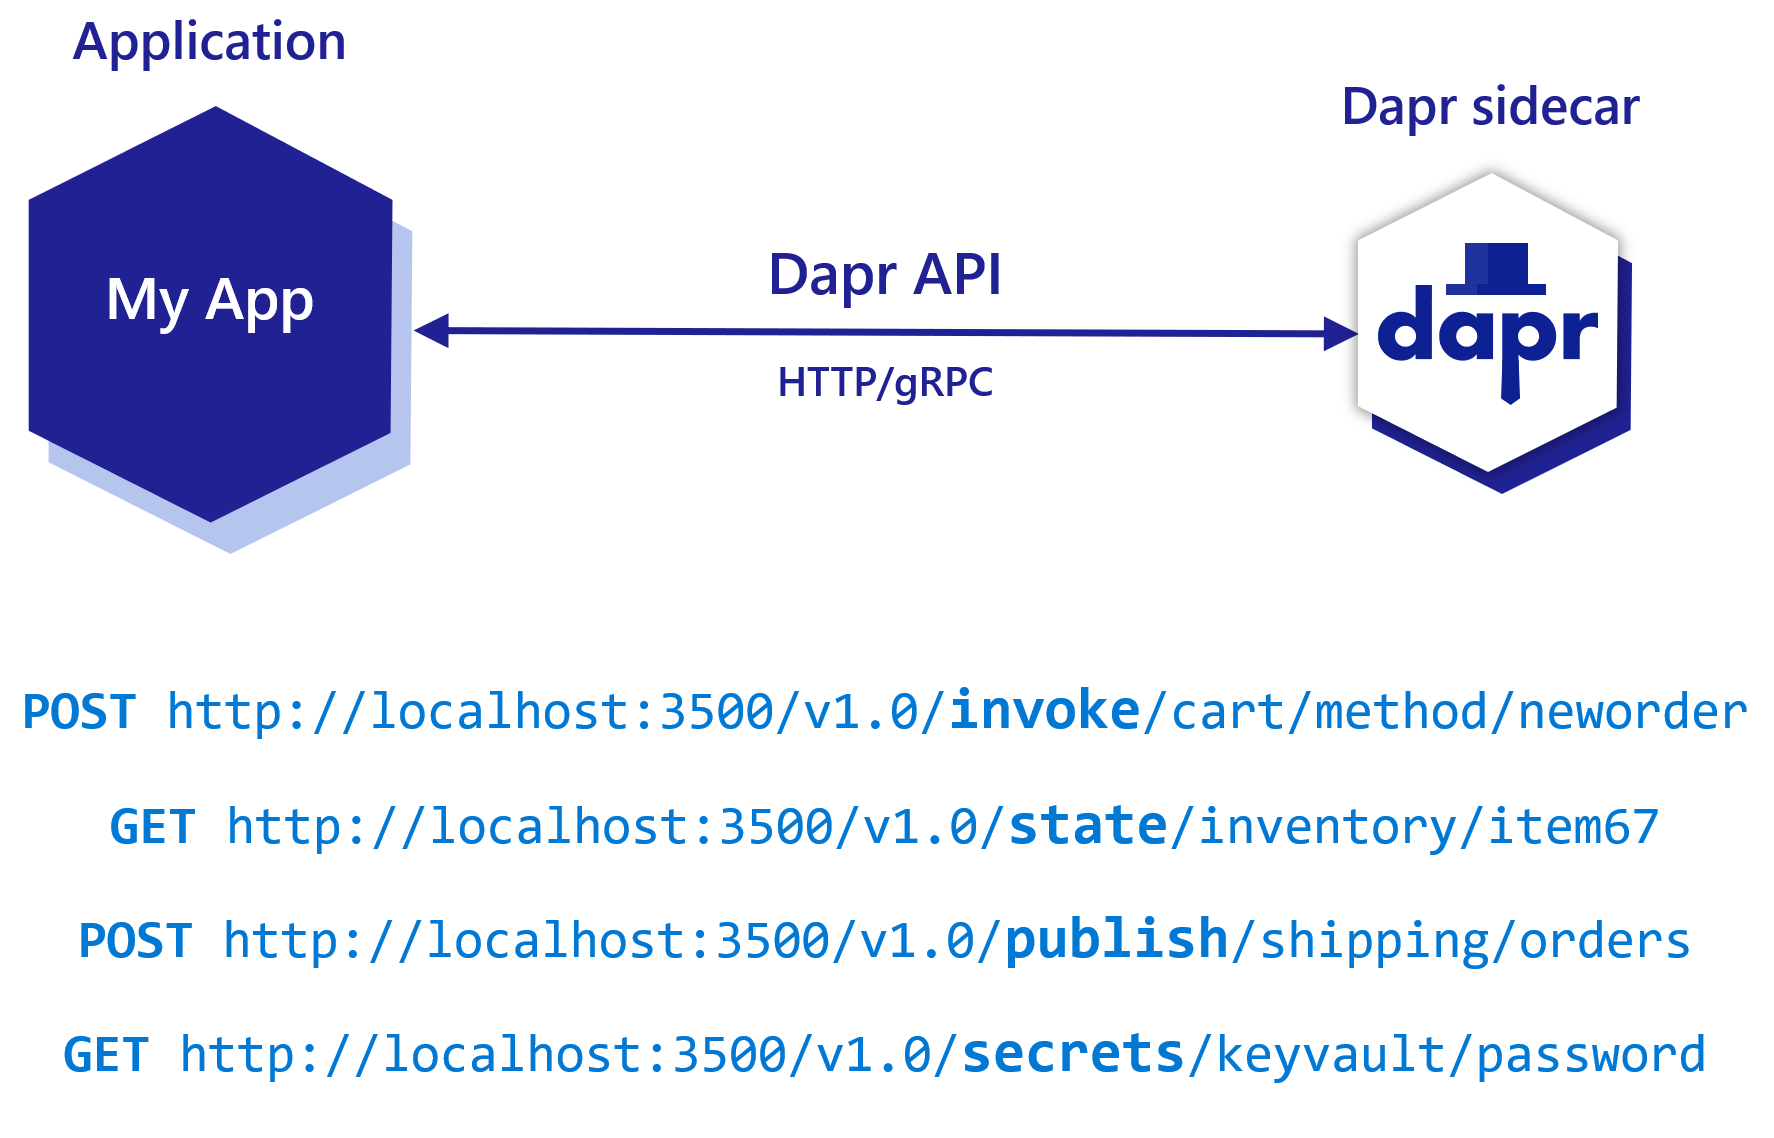 Application
Dapr sidecar
My App
Dapr API
HTTP/gRPC
dapr
POST http://localhost:3500/v1.0/invoke/cart/method/neworder
GET http://localhost:3500/v1.0/state/inventory/item67
POST http://localhost:3500/v1.0/publish/shipping/orders
GET http://localhost:3500/v1.0/secrets/keyvault/password